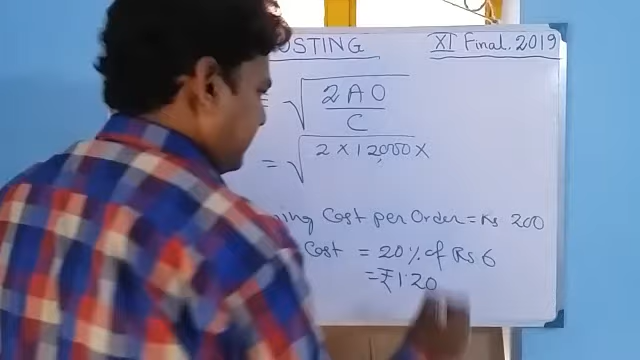 OSTING XI Final. 2019
= √ 2AO
C
= √ 2 × 12,000 ×
ing Cost per Order = Rs 200
Cost = 20% of Rs 6
= ₹1.20